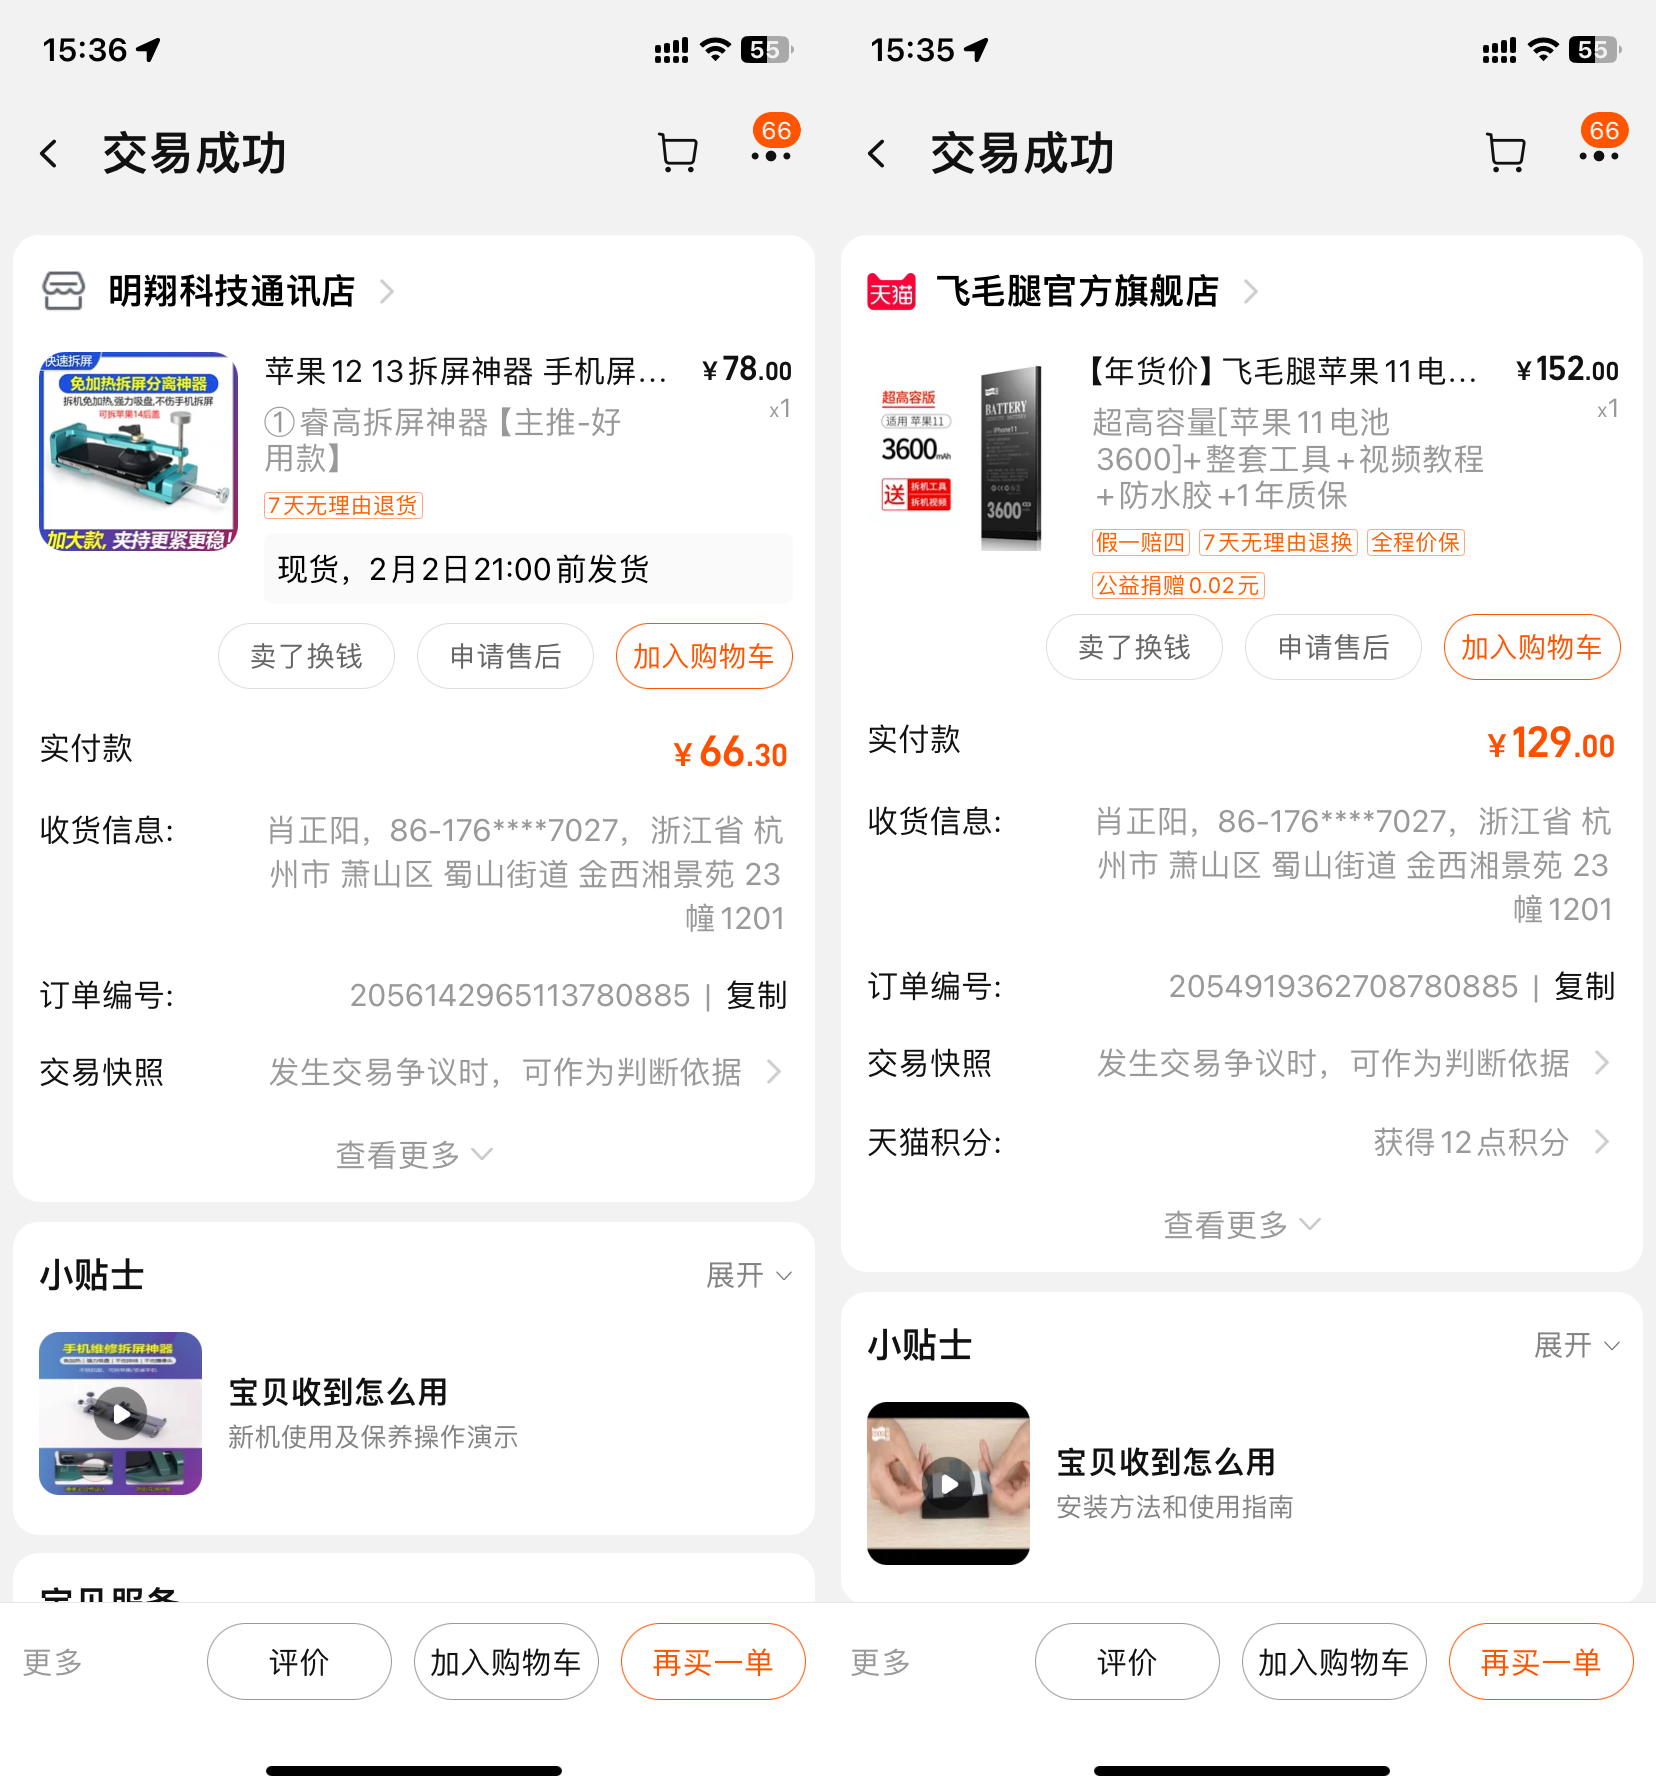 15:36
55
交易成功
66
明翔科技通讯店
快速拆屏
免加热拆屏分离神器
拆机免加热,强力吸盘,不伤手机拆屏
可拆苹果14后盖
加大款, 夹持更紧更稳!
苹果12 13拆屏神器 手机屏...
¥78.00
x1
①睿高拆屏神器【主推-好
用款】
7天无理由退货
现货，2月2日21:00前发货
卖了换钱
申请售后
加入购物车
实付款
¥66.30
收货信息:
肖正阳，86-176****7027，浙江省 杭
州市 萧山区 蜀山街道 金西湘景苑 23
幢1201
订单编号:
2056142965113780885 | 复制
交易快照
发生交易争议时，可作为判断依据
查看更多
小贴士
展开
手机维修拆屏神器
宝贝收到怎么用
新机使用及保养操作演示
宝贝服务
更多
评价
加入购物车
再买一单
15:35
55
交易成功
66
天猫
飞毛腿官方旗舰店
超高容版
适用 苹果11
3600mAh
送
拆机工具
拆机视频
BATTERY
iPhone11
3600
【年货价】飞毛腿苹果11电...
¥152.00
x1
超高容量[苹果11电池
3600]+整套工具+视频教程
+防水胶+1年质保
假一赔四
7天无理由退换
全程价保
公益捐赠0.02元
卖了换钱
申请售后
加入购物车
实付款
¥129.00
收货信息:
肖正阳，86-176****7027，浙江省 杭
州市 萧山区 蜀山街道 金西湘景苑 23
幢1201
订单编号:
2054919362708780885 | 复制
交易快照
发生交易争议时，可作为判断依据
天猫积分:
获得12点积分
查看更多
小贴士
展开
宝贝收到怎么用
安装方法和使用指南
更多
评价
加入购物车
再买一单